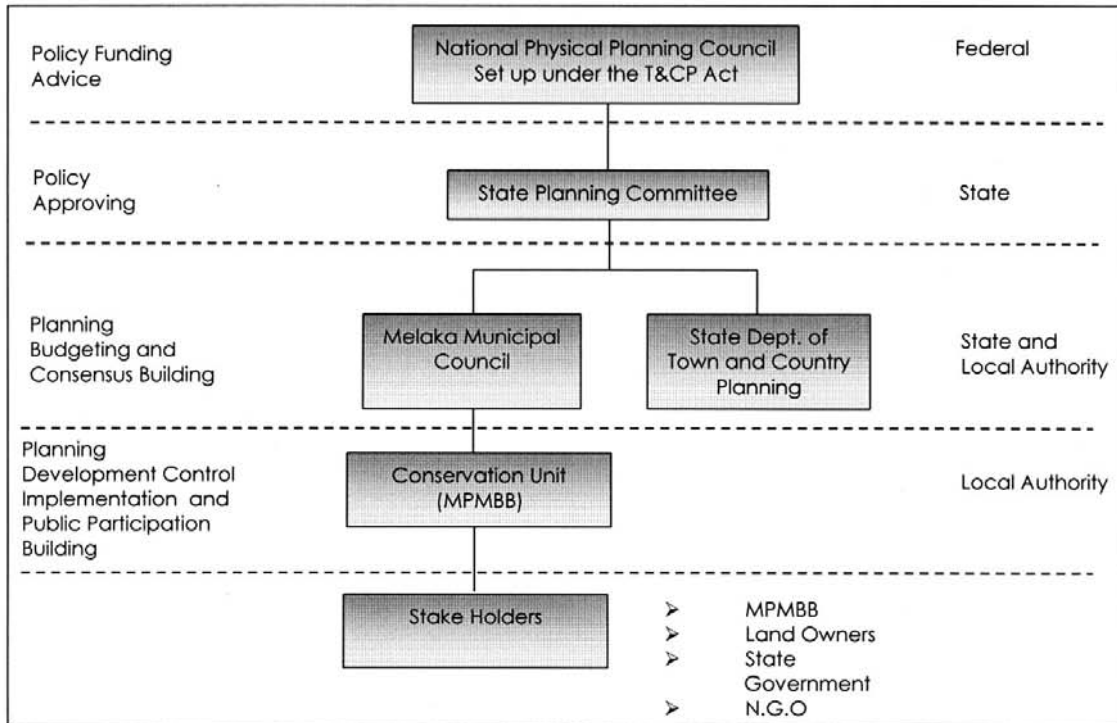 Policy Funding
Advice
National Physical Planning Council
Set up under the T&CP Act
Federal
Policy
Approving
State Planning Committee
State
Planning
Budgeting and
Consensus Building
Melaka Municipal
Council
State Dept. of
Town and Country
Planning
State and
Local Authority
Planning
Development Control
Implementation and
Public Participation
Building
Conservation Unit
(MPMBB)
Local Authority
Stake Holders
➢ MPMBB
➢ Land Owners
➢ State
Government
➢ N.G.O